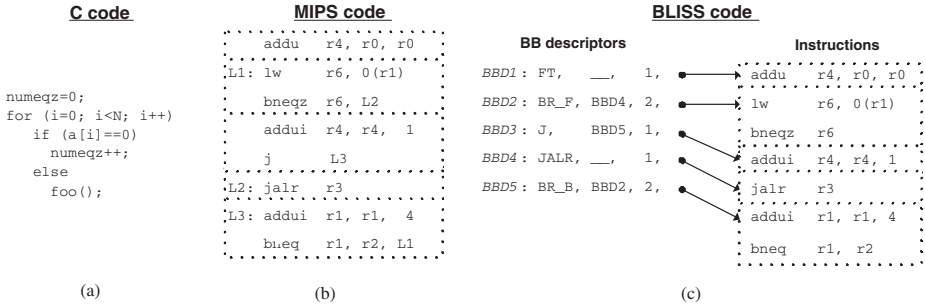 C code
numeqz=0;
for (i=0; i<N; i++)
if (a[i]==0)
numeqz++;
else
foo();
(a)
MIPS code
addu r4, r0, r0
L1: lw r6, 0(r1)
bneqz r6, L2
addui r4, r4, 1
j L3
L2: jalr r3
L3: addui r1, r1, 4
bneq r1, r2, L1
(b)
BLISS code
BB descriptors
BBD1: FT, __, 1,
BBD2: BR_F, BBD4, 2,
BBD3: J, BBD5, 1,
BBD4: JALR, __, 1,
BBD5: BR_B, BBD2, 2,
Instructions
addu r4, r0, r0
lw r6, 0(r1)
bneqz r6
addui r4, r4, 1
jalr r3
addui r1, r1, 4
bneq r1, r2
(c)